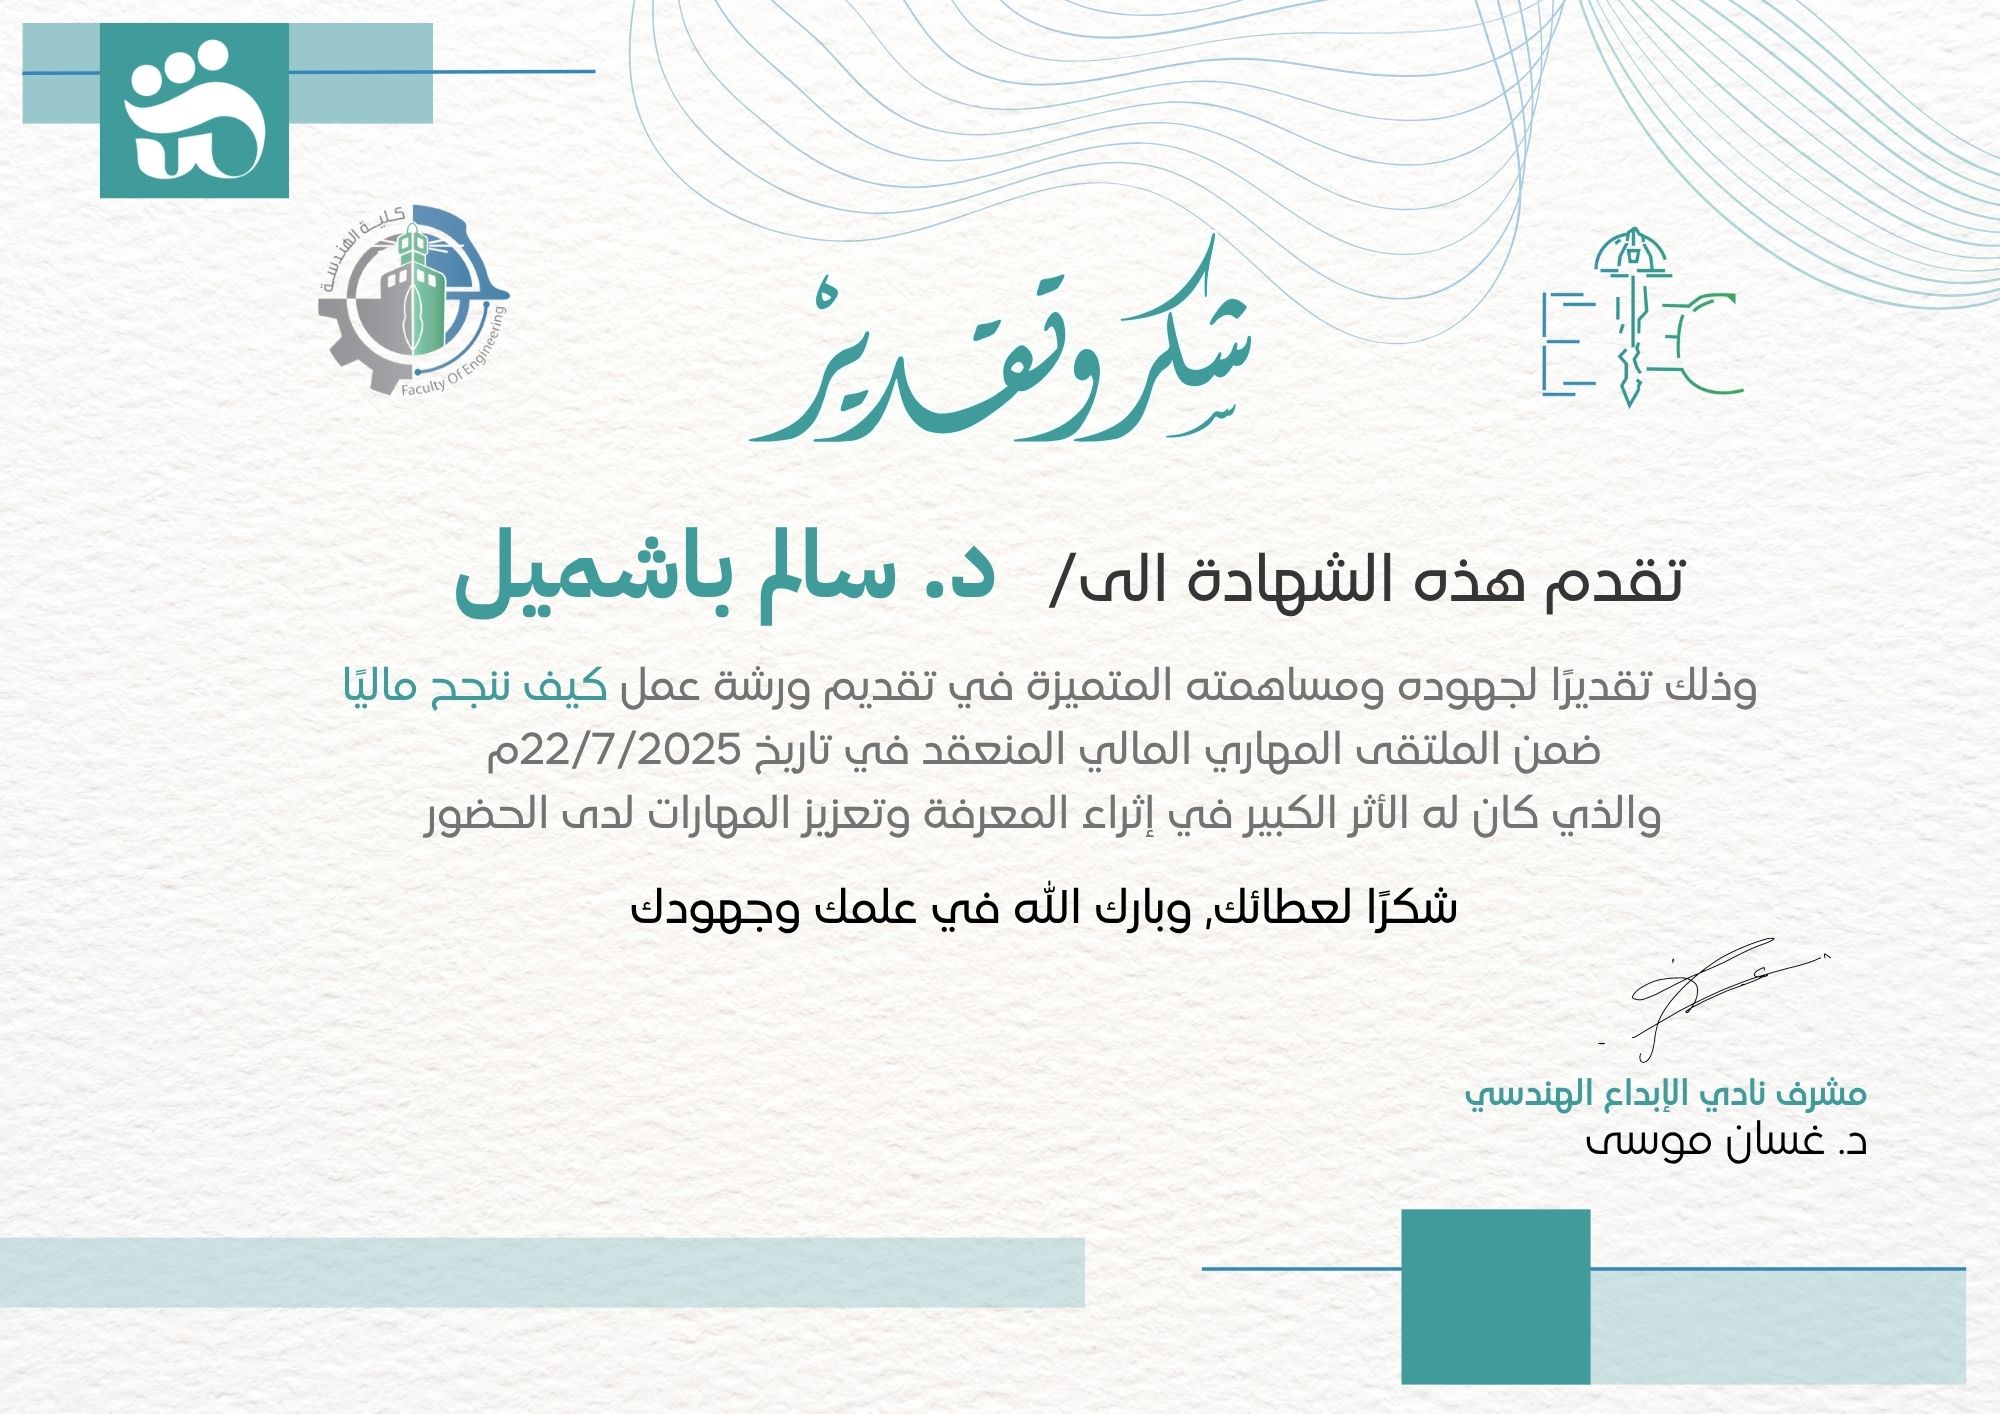 كلية الهندسة
Faculty Of Engineering
EIC
شكر وتقدير
تقدم هذه الشهادة الى/ د. سالم باشميل
وذلك تقديرًا لجهوده ومساهمته المتميزة في تقديم ورشة عمل كيف ننجح ماليًا
ضمن الملتقى المهاري المالي المنعقد في تاريخ 22/7/2025م
والذي كان له الأثر الكبير في إثراء المعرفة وتعزيز المهارات لدى الحضور
شكرًا لعطائك, وبارك الله في علمك وجهودك
مشرف نادي الإبداع الهندسي
د. غسان موسى